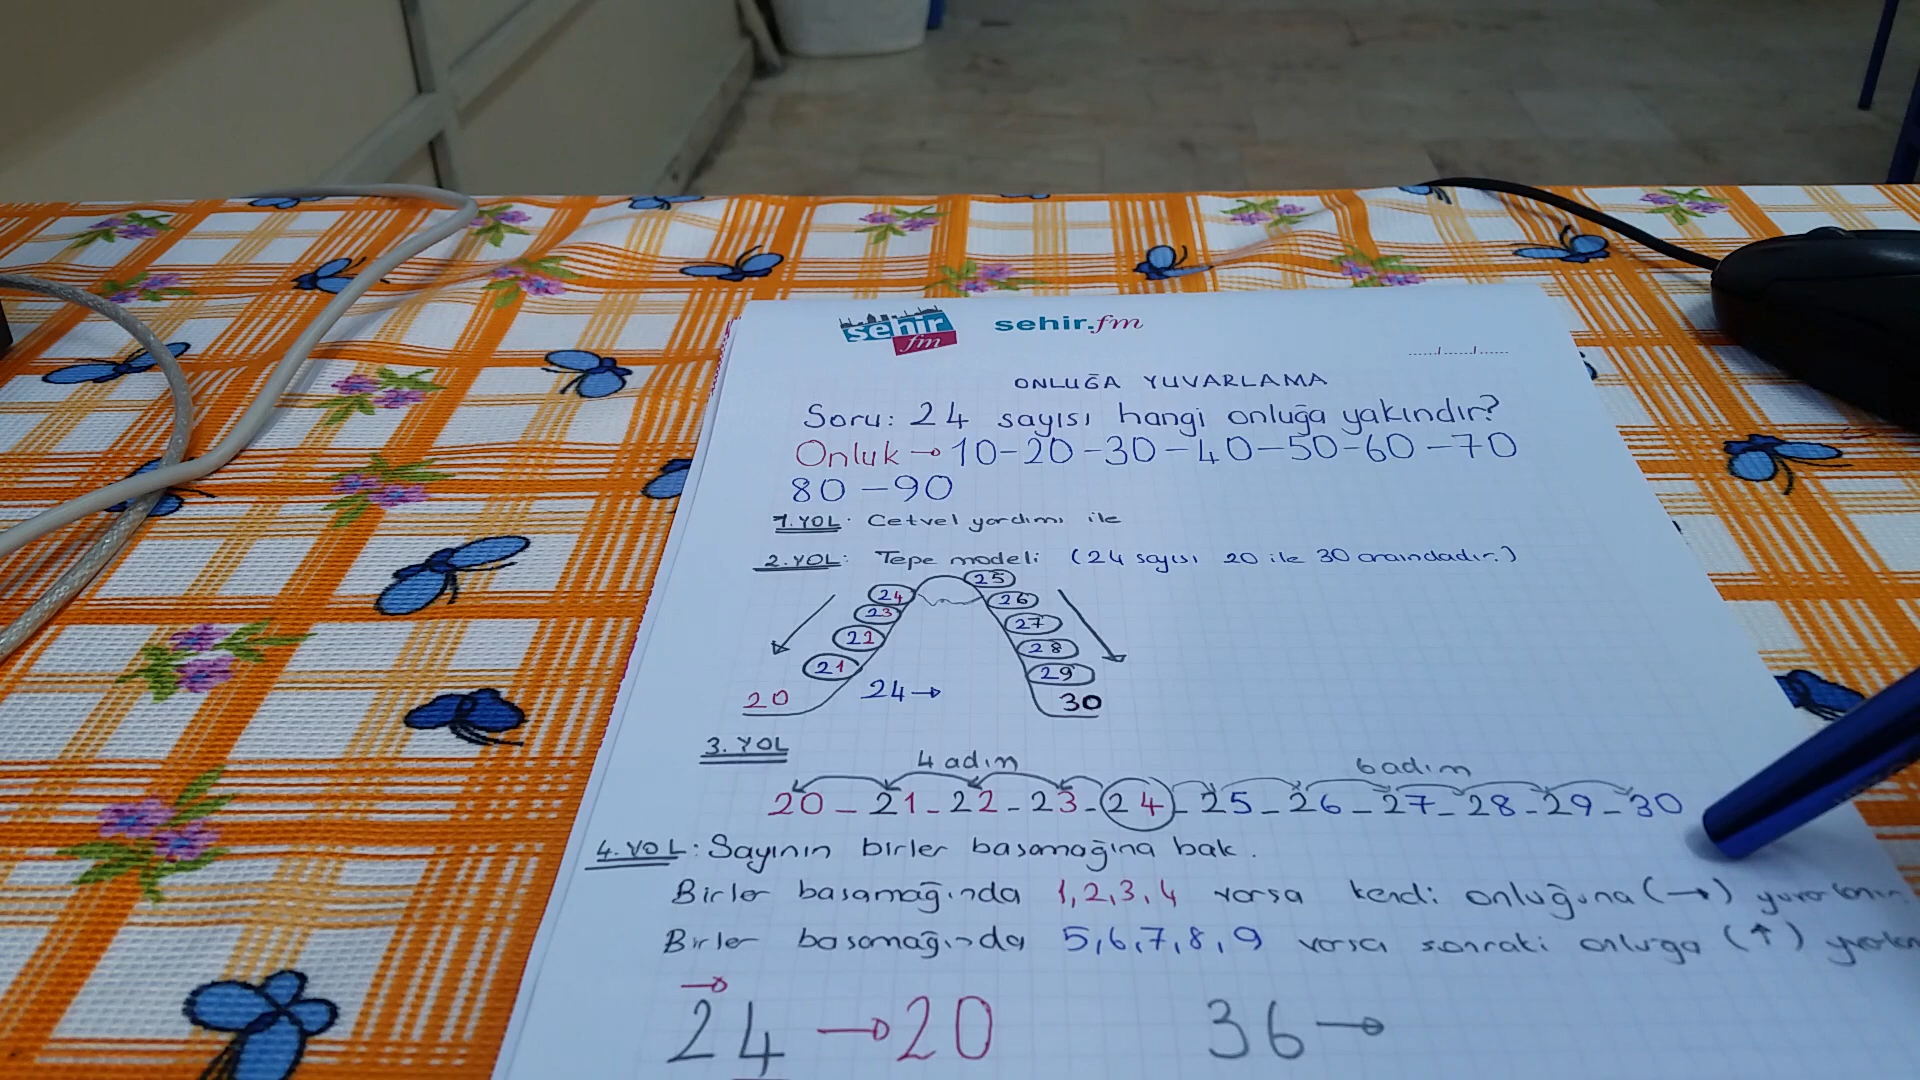 sehir fm
sehir.fm
....../....../......
ONLUĞA YUVARLAMA
Soru: 24 sayısı hangi onluğa yakındır?
Onluk → 10-20-30-40-50-60-70
80-90
1.YOL: Cetvel yardımı ile
2.YOL: Tepe modeli (24 sayısı 20 ile 30 araındadır.)
25
24 26
23 27
22 28
21 29
20 24→ 30
3. YOL
4 adım 6 adım
20-21-22-23-24-25-26-27-28-29-30
4. YOL: Sayının birler basamağına bak.
Birler basamağında 1,2,3,4 varsa kendi onluğuna (→)
Birler basamağında 5,6,7,8,9 varsa sonraki onluğa (↑)
24 → 20 36 →